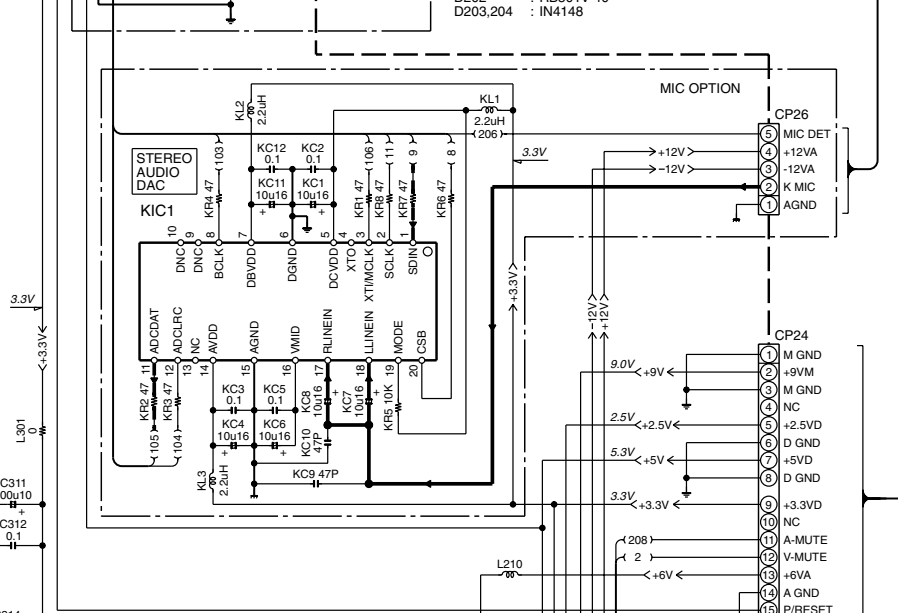 D203,204 : IN4148
MIC OPTION
CP26
5 MIC DET
4 +12VA
3 -12VA
2 K MIC
1 AGND
+12V
-12V
KL1
2.2uH
206
3.3V
KL2
2.2uH
STEREO
AUDIO
DAC
KIC1
103
KR4 47
KC12
0.1
KC2
0.1
KC11
10u16
+
KC1
10u16
+
106
KR1 47
11
KR8 47
9
KR7 47
8
KR6 47
10 9 8 7 6 5 4 3 2 1
DNC
DNC
BCLK
DBVDD
DGND
DCVDD
XTO
XTI/MCLK
SCLK
SDIN
ADCDAT
ADCLRC
NC
AVDD
AGND
VMID
RLINEIN
LLINEIN
MODE
CSB
11 12 13 14 15 16 17 18 19 20
KR2 47
KR3 47
105
104
KC3
0.1
KC5
0.1
KC4
10u16
+
KC6
10u16
+
KC8
10u16
+
KC7
10u16
+
KR5 10K
KC10
47P
KL3
2.2uH
KC9 47P
+3.3V
-12V
+12V
3.3V
+3.3V
L301
0
C311
00u10
+
C312
0.1
CP24
1 M GND
2 +9VM
3 M GND
4 NC
5 +2.5VD
6 D GND
7 +5VD
8 D GND
9 +3.3VD
10 NC
11 A-MUTE
12 V-MUTE
13 +6VA
14 A GND
15 P/RESET
9.0V
+9V
2.5V
+2.5V
5.3V
+5V
3.3V
+3.3V
208
2
L210
+6V